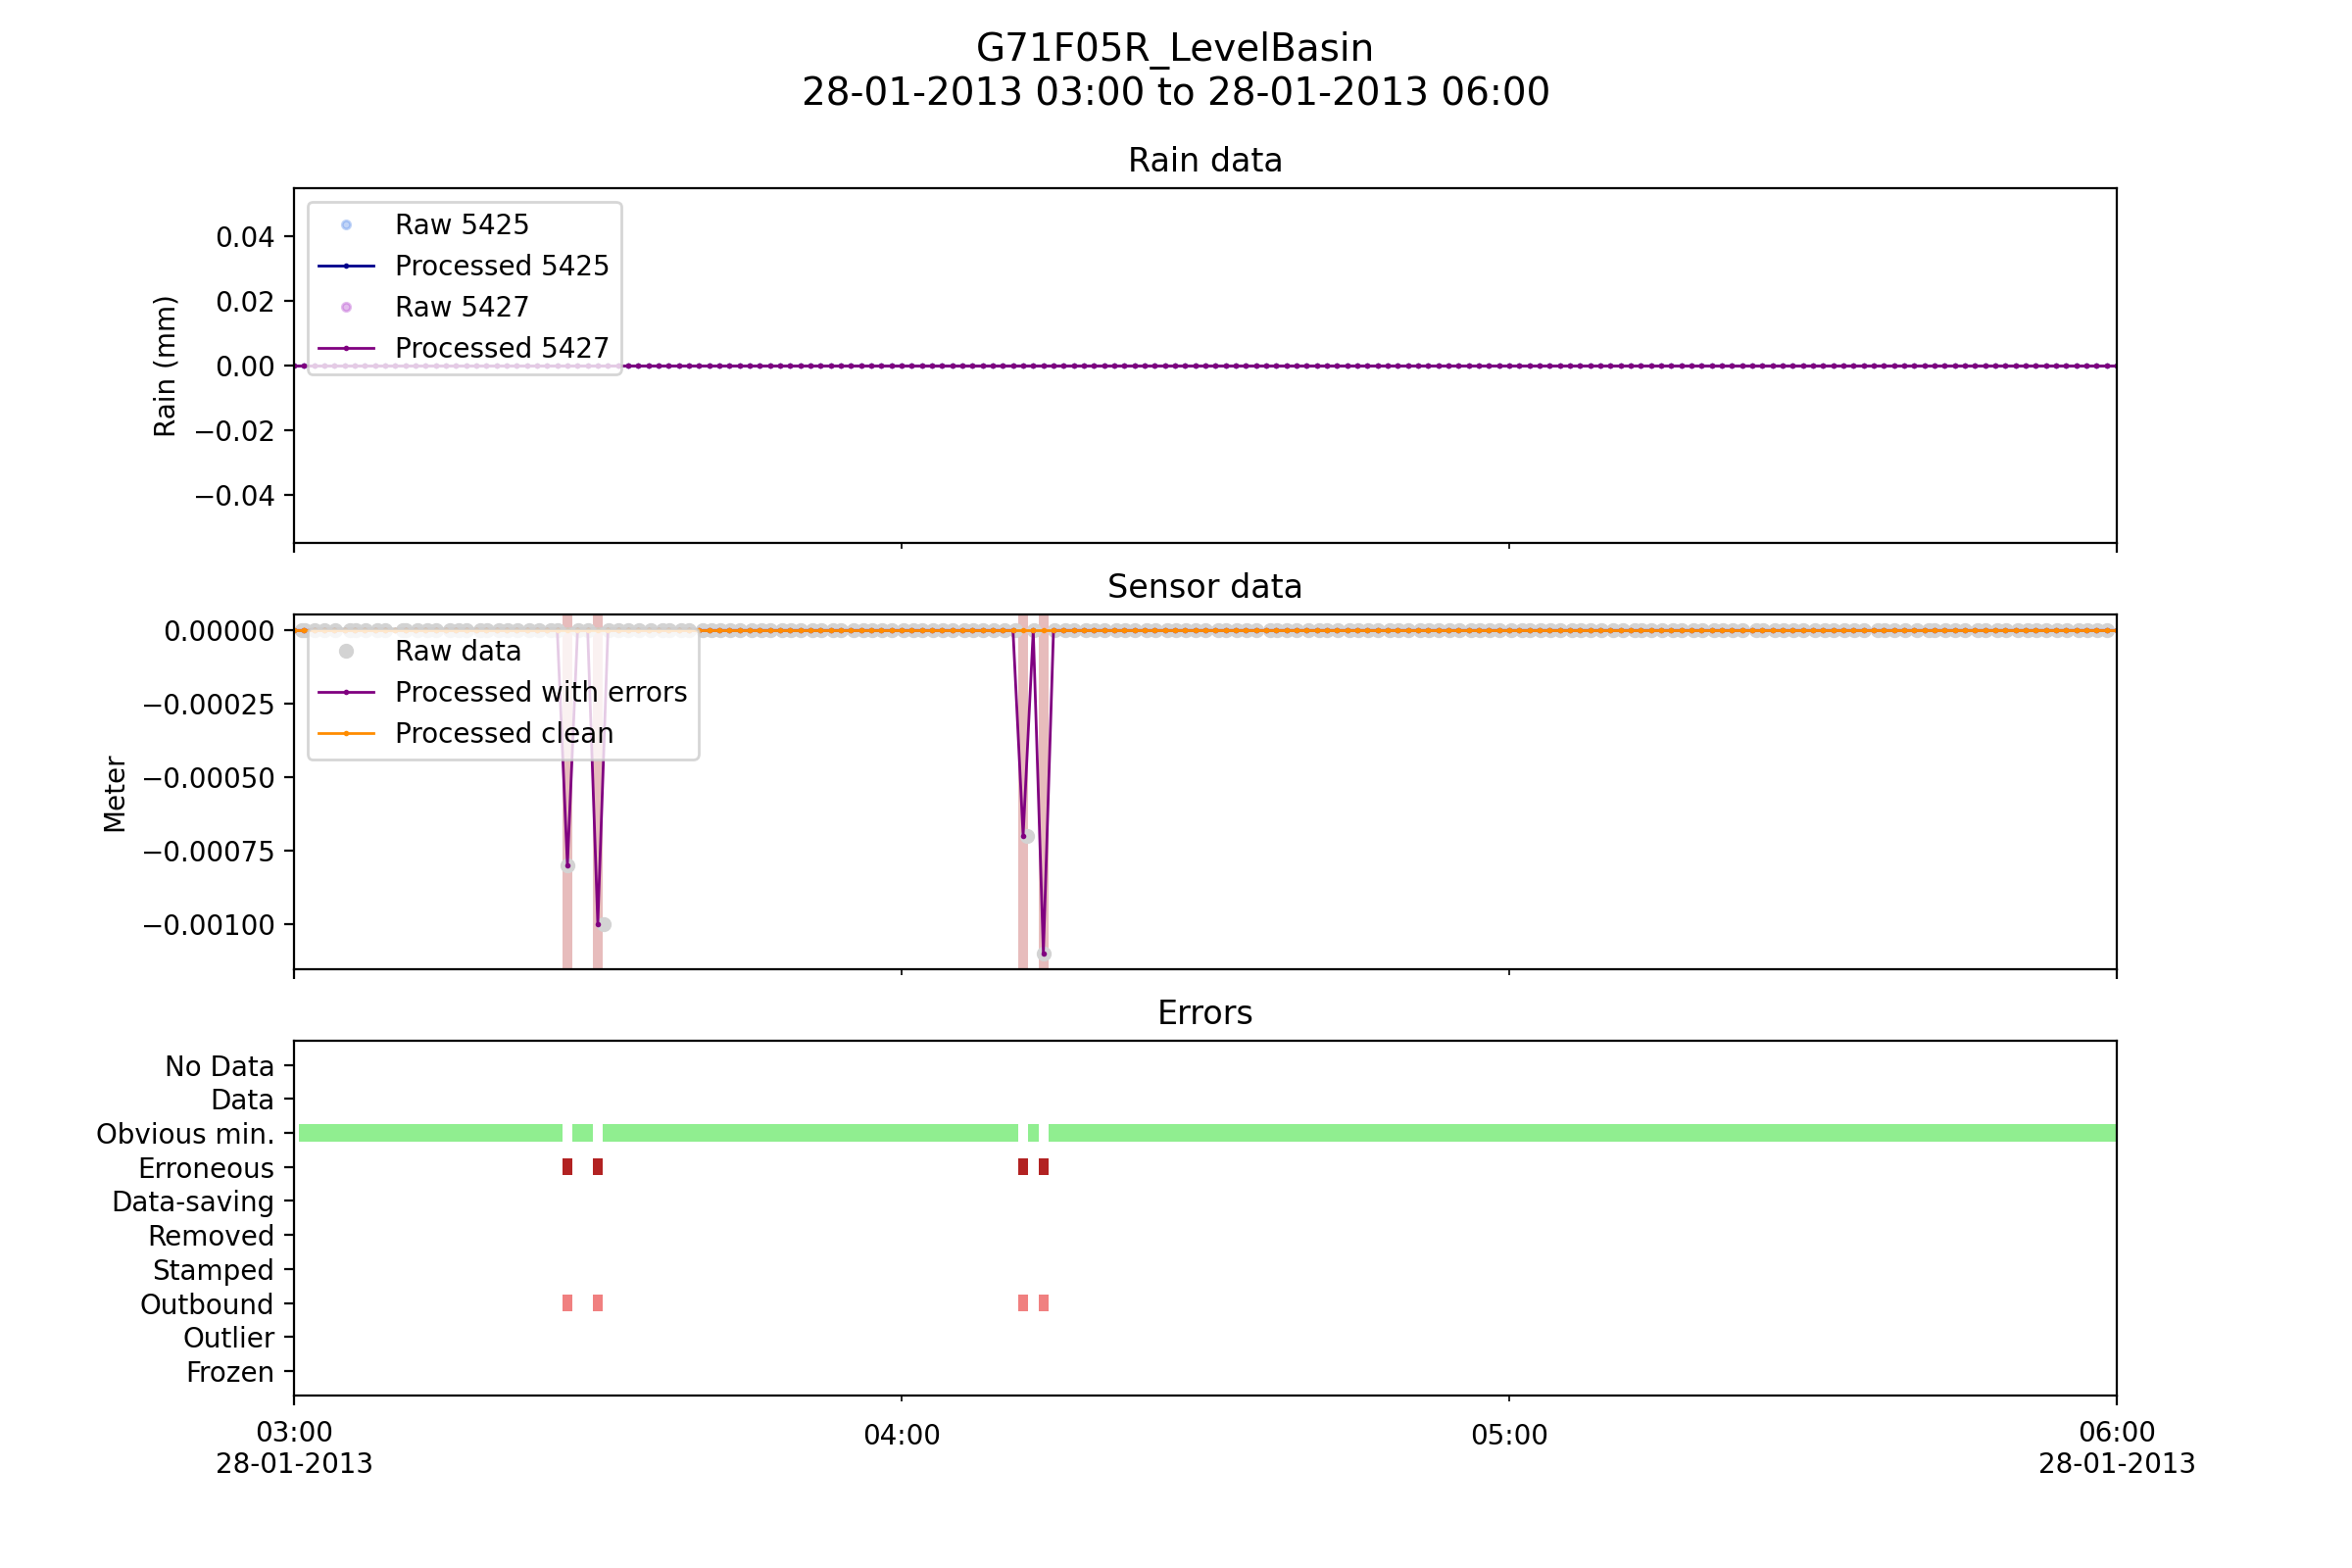 G71F05R_LevelBasin
28-01-2013 03:00 to 28-01-2013 06:00
Rain data
Rain (mm)
0.04
0.02
0.00
−0.02
−0.04
Raw 5425
Processed 5425
Raw 5427
Processed 5427
Sensor data
Meter
0.00000
−0.00025
−0.00050
−0.00075
−0.00100
Raw data
Processed with errors
Processed clean
Errors
No Data
Data
Obvious min.
Erroneous
Data-saving
Removed
Stamped
Outbound
Outlier
Frozen
03:00
28-01-2013
04:00
05:00
06:00
28-01-2013